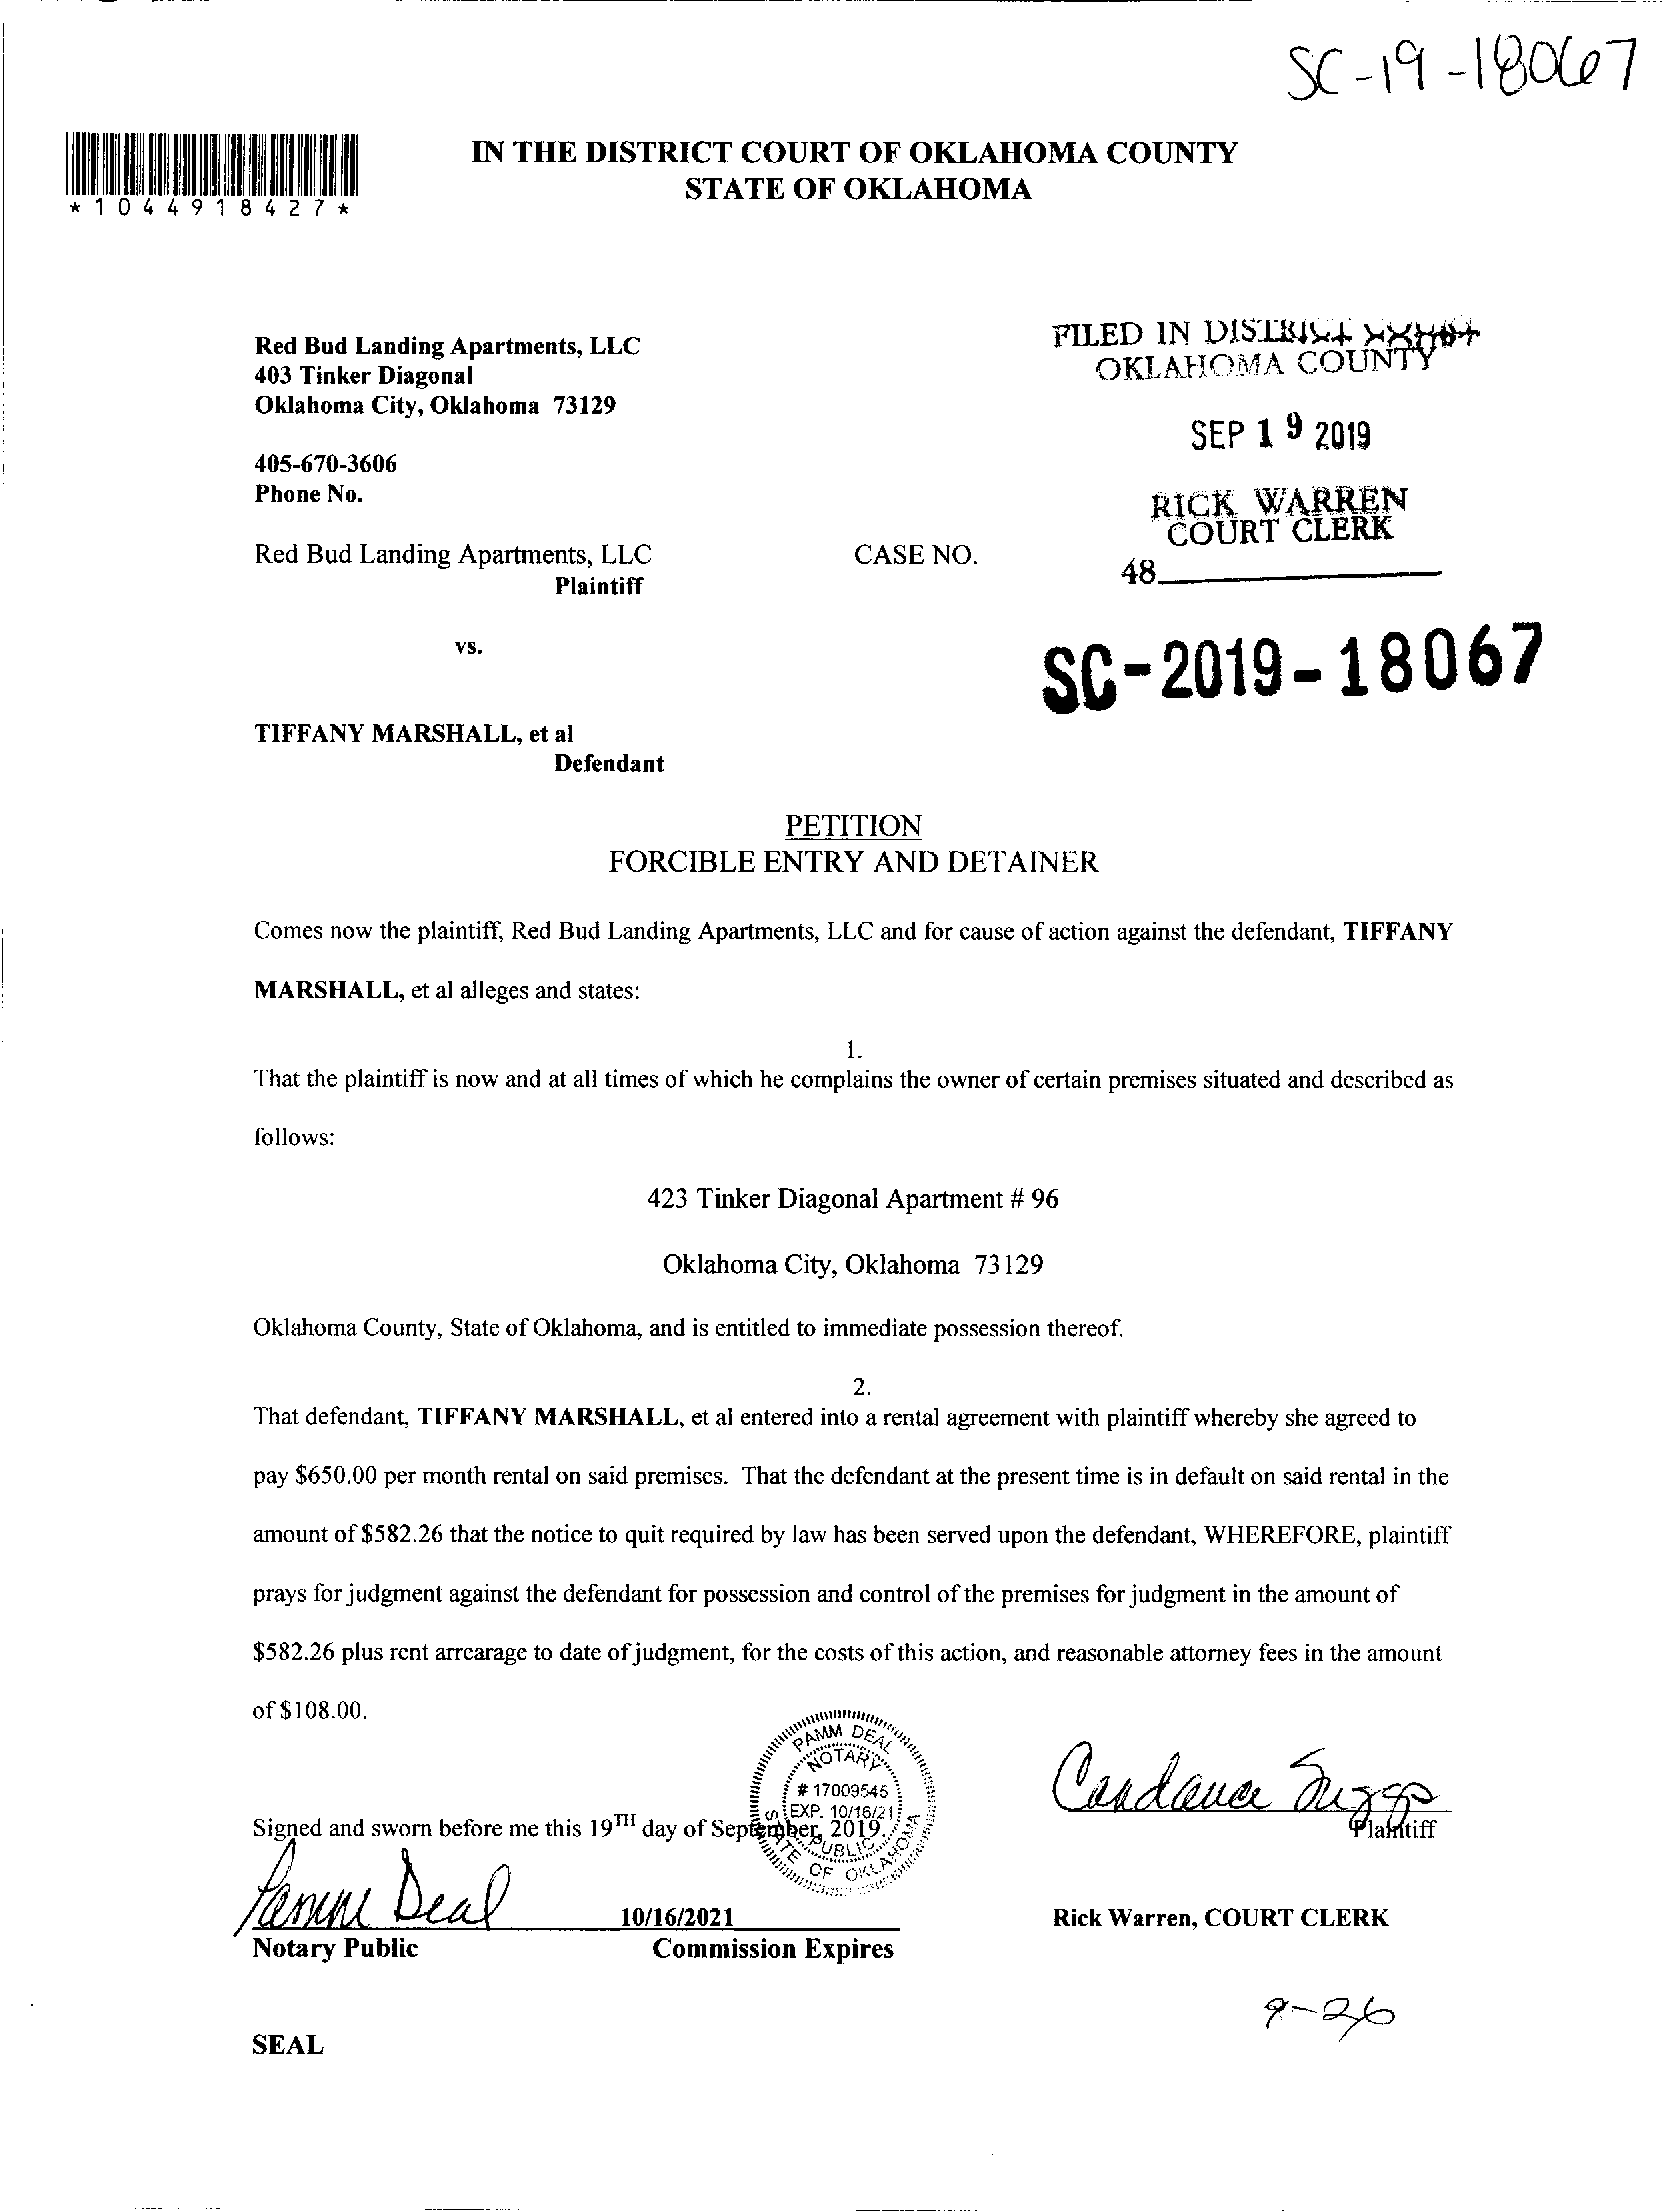 SC-19-18067
*1044918427*
IN THE DISTRICT COURT OF OKLAHOMA COUNTY
STATE OF OKLAHOMA
Red Bud Landing Apartments, LLC
403 Tinker Diagonal
Oklahoma City, Oklahoma 73129
405-670-3606
Phone No.
FILED IN DISTRICT
OKLAHOMA COUNTY
SEP 19 2019
RICK WARREN
COURT CLERK
48
Red Bud Landing Apartments, LLC
Plaintiff
CASE NO.
vs.
SC-2019-18067
TIFFANY MARSHALL, et al
Defendant
PETITION
FORCIBLE ENTRY AND DETAINER
Comes now the plaintiff, Red Bud Landing Apartments, LLC and for cause of action against the defendant, TIFFANY
MARSHALL, et al alleges and states:
1.
That the plaintiff is now and at all times of which he complains the owner of certain premises situated and described as
follows:
423 Tinker Diagonal Apartment # 96
Oklahoma City, Oklahoma 73129
Oklahoma County, State of Oklahoma, and is entitled to immediate possession thereof.
2.
That defendant, TIFFANY MARSHALL, et al entered into a rental agreement with plaintiff whereby she agreed to
pay $650.00 per month rental on said premises. That the defendant at the present time is in default on said rental in the
amount of $582.26 that the notice to quit required by law has been served upon the defendant, WHEREFORE, plaintiff
prays for judgment against the defendant for possession and control of the premises for judgment in the amount of
$582.26 plus rent arrearage to date of judgment, for the costs of this action, and reasonable attorney fees in the amount
of $108.00.
PAMM DEAL
NOTARY
# 17009545
EXP. 10/16/21
PUBLIC
STATE OF OKLAHOMA
Candance Suggs
Plaintiff
Signed and sworn before me this 19TH day of September, 2019
Pamm Deal
10/16/2021
Notary Public
Commission Expires
Rick Warren, COURT CLERK
9-26
SEAL